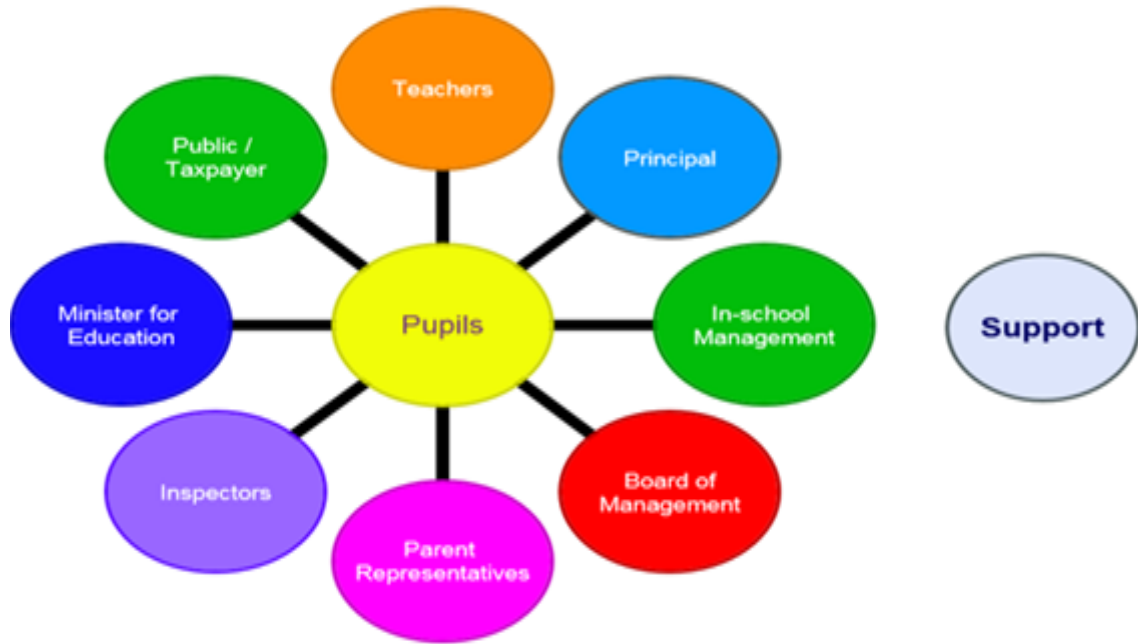 Teachers
Public /
Taxpayer
Principal
Minister for
Education
Pupils
In-school
Management
Support
Inspectors
Board of
Management
Parent
Representatives